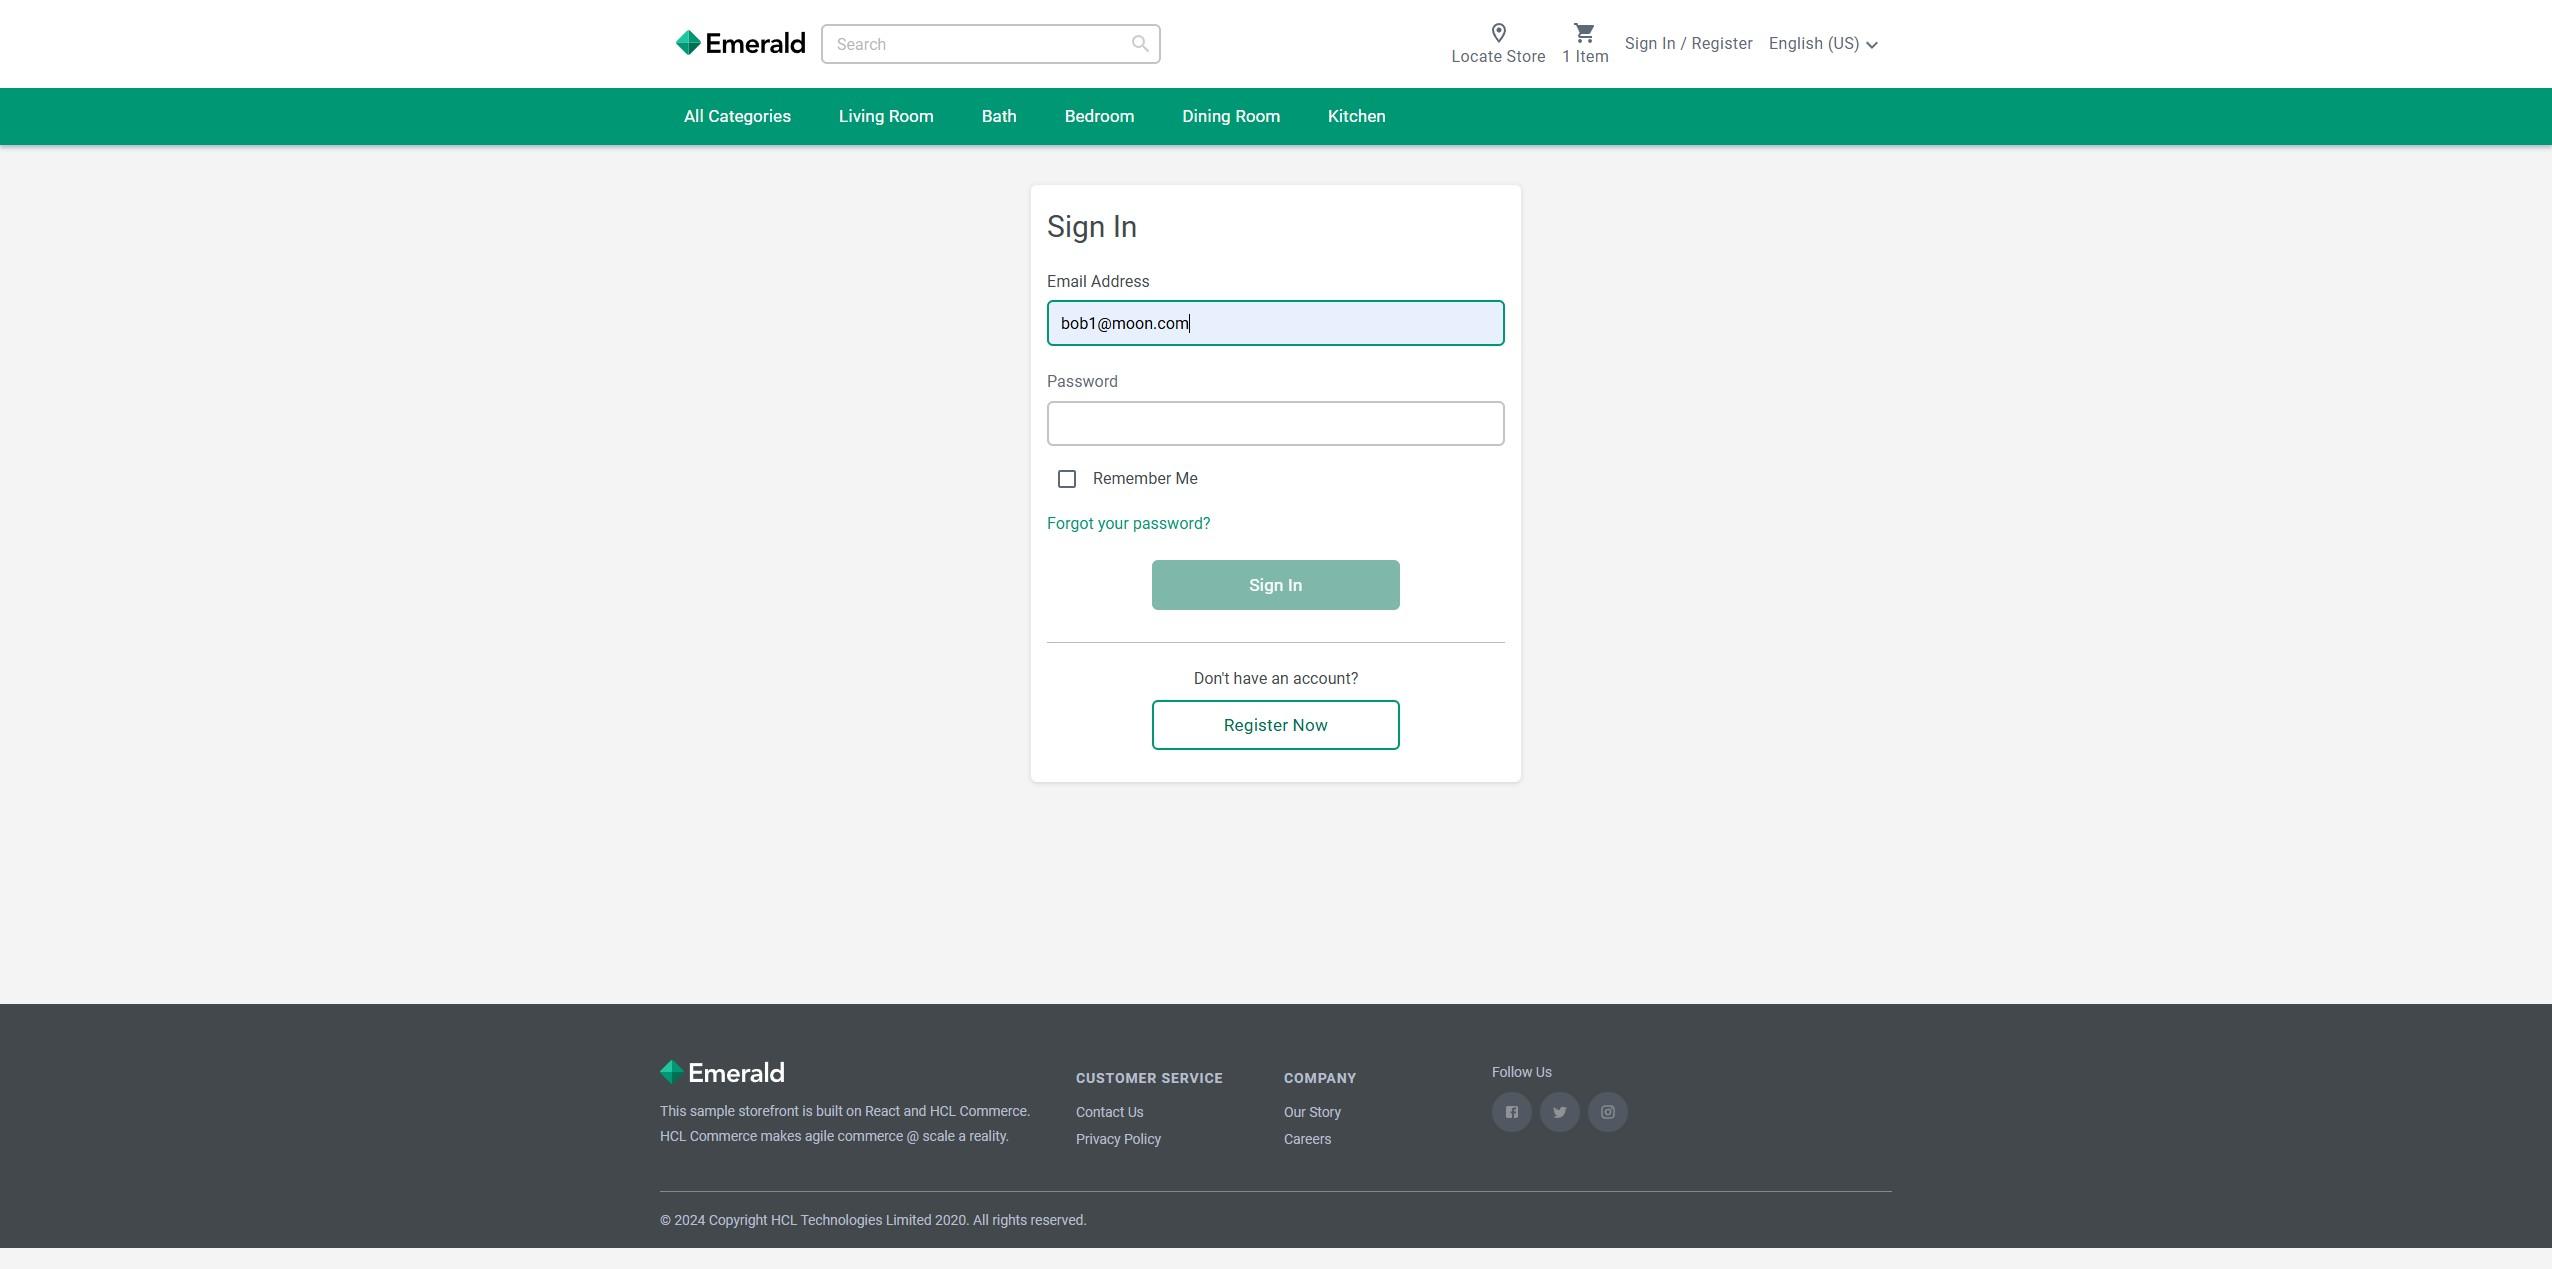 Emerald
Search
Locate Store
1 Item
Sign In / Register
English (US)
All Categories
Living Room
Bath
Bedroom
Dining Room
Kitchen
Sign In
Email Address
bob1@moon.com
Password
Remember Me
Forgot your password?
Sign In
Don't have an account?
Register Now
Emerald
This sample storefront is built on React and HCL Commerce.
HCL Commerce makes agile commerce @ scale a reality.
CUSTOMER SERVICE
Contact Us
Privacy Policy
COMPANY
Our Story
Careers
Follow Us
© 2024 Copyright HCL Technologies Limited 2020. All rights reserved.